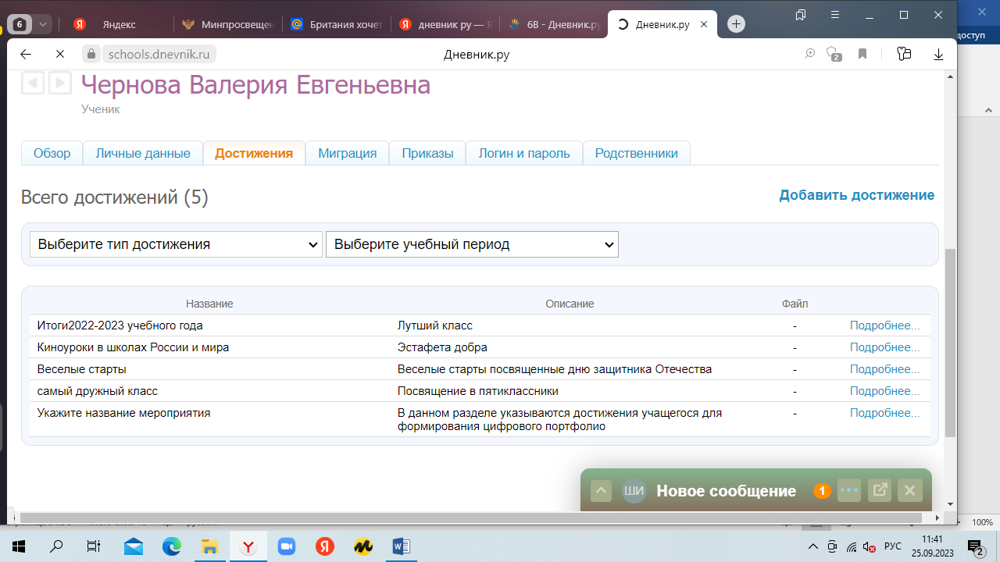 6
Яндекс
Минпросвещен
Британия хочет
дневник ру — Я
6В - Дневник.ру
Дневник.ру
доступ
schools.dnevnik.ru
Дневник.ру
2
Чернова Валерия Евгеньевна
Ученик
Обзор
Личные данные
Достижения
Миграция
Приказы
Логин и пароль
Родственники
Всего достижений (5)
Добавить достижение
Выберите тип достижения
Выберите учебный период
Название Описание Файл
Итоги2022-2023 учебного года Лутший класс - Подробнее...
Киноуроки в школах России и мира Эстафета добра - Подробнее...
Веселые старты Веселые старты посвященные дню защитника Отечества - Подробнее...
самый дружный класс Посвящение в пятиклассники - Подробнее...
Укажите название мероприятия В данном разделе указываются достижения учащегося для - Подробнее...
формирования цифрового портфолио
ШИ Новое сообщение 1
100%
РУС
11:41
25.09.2023
2